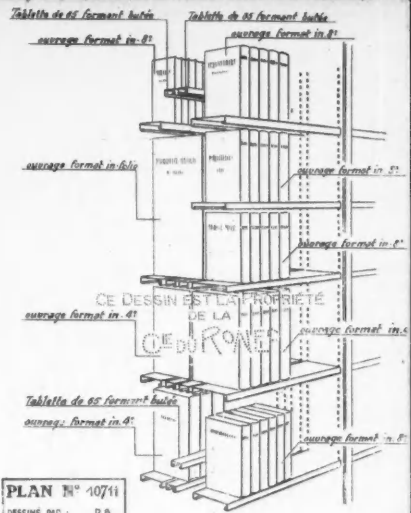 Tablette de 65 formant butée
Tablette de 65 formant butée
ouvrage format in-8°
ouvrage format in.8°
ouvrage format in-folio
ouvrage format in-8°
ouvrage format in-8°
CE DESSIN EST LA PROPRIÉTÉ
DE LA
CIE DU RONEO
ouvrage format in-4°
ouvrage format in.4
Tablette de 65 formant butée
ouvrag: format in.4°
ouvrage format in.8°
PLAN N° 10711
DESSINÉ PAR : R.A.